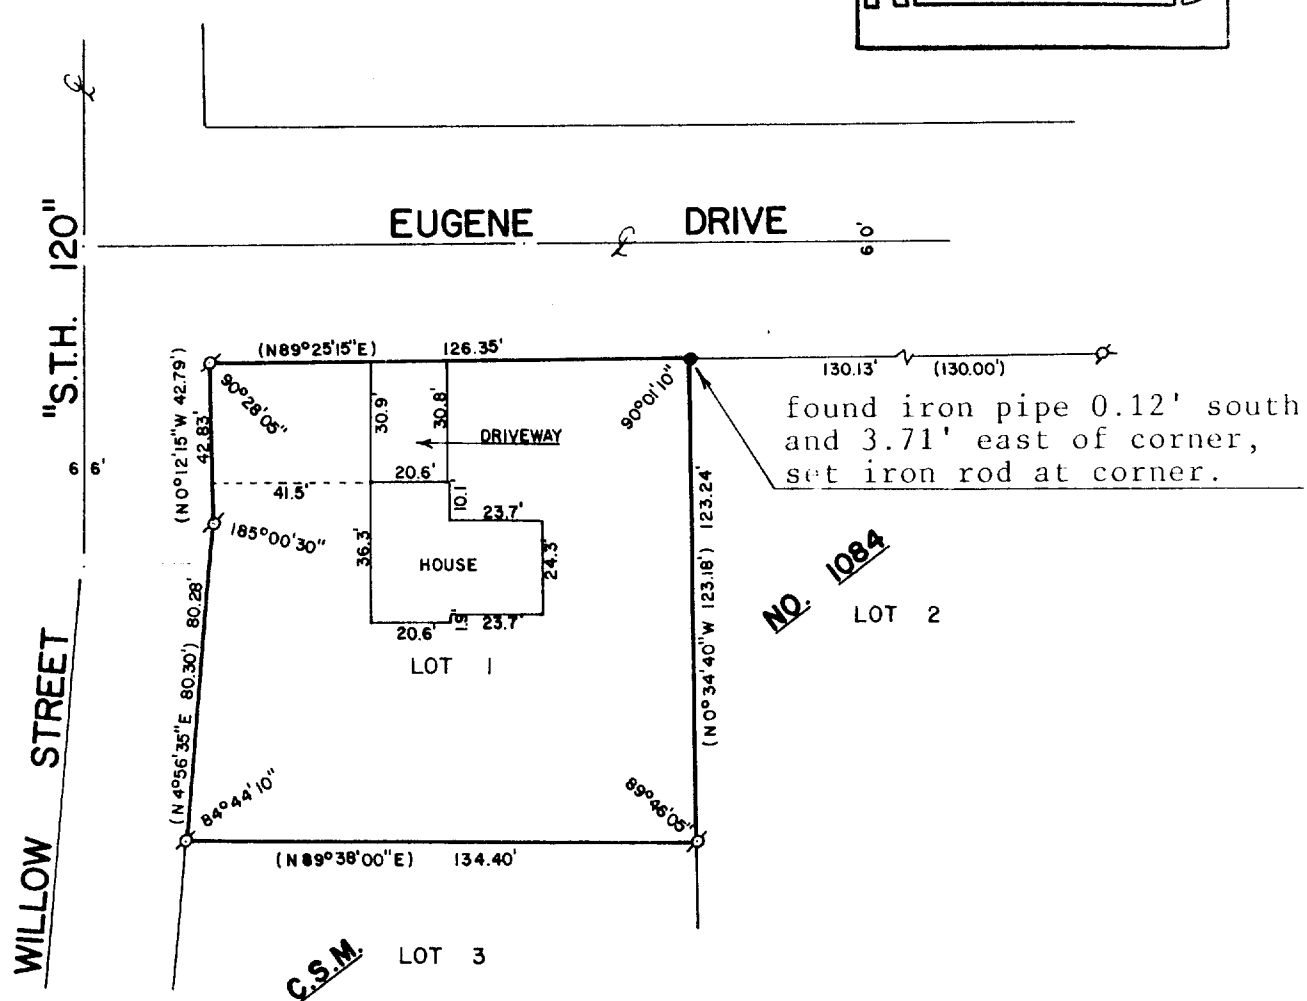 EUGENE DRIVE
60'
"S.T.H. 120"
(N89°25'15"E) 126.35'
130.13' (130.00')
90°28'05"
90°01'10"
(N0°12'15"W 42.79')
42.83'
30.9'
30.8'
DRIVEWAY
found iron pipe 0.12' south
and 3.71' east of corner,
set iron rod at corner.
66'
41.5'
20.6'
10.1
23.7'
185°00'30"
36.3'
HOUSE
24.3'
20.6'
1.9'
23.7'
LOT 1
(N0°34'40"W 123.18') 123.24'
NO. 1084
LOT 2
(N4°56'35"E 80.30') 80.28'
84°44'10"
89°46'05"
(N89°38'00"E) 134.40'
WILLOW STREET
C.S.M. LOT 3